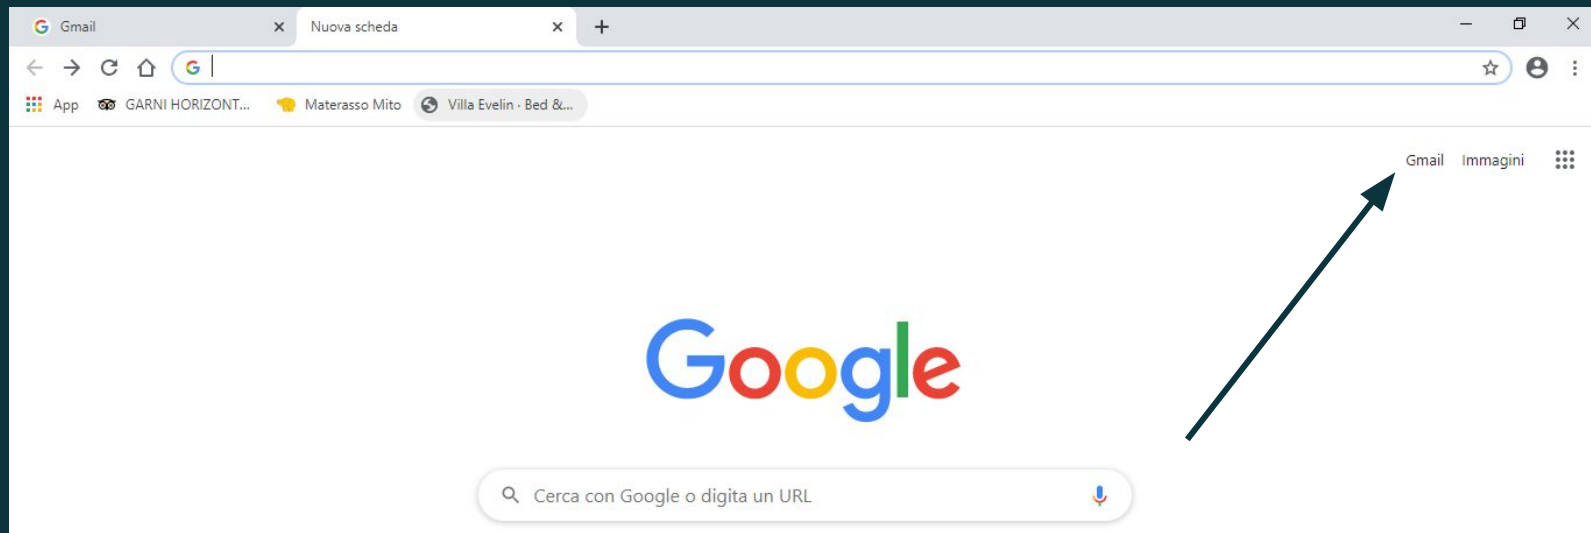 Gmail
Nuova scheda
App
GARNI HORIZONT...
Materasso Mito
Villa Evelin · Bed &...
Gmail Immagini
Google
Cerca con Google o digita un URL